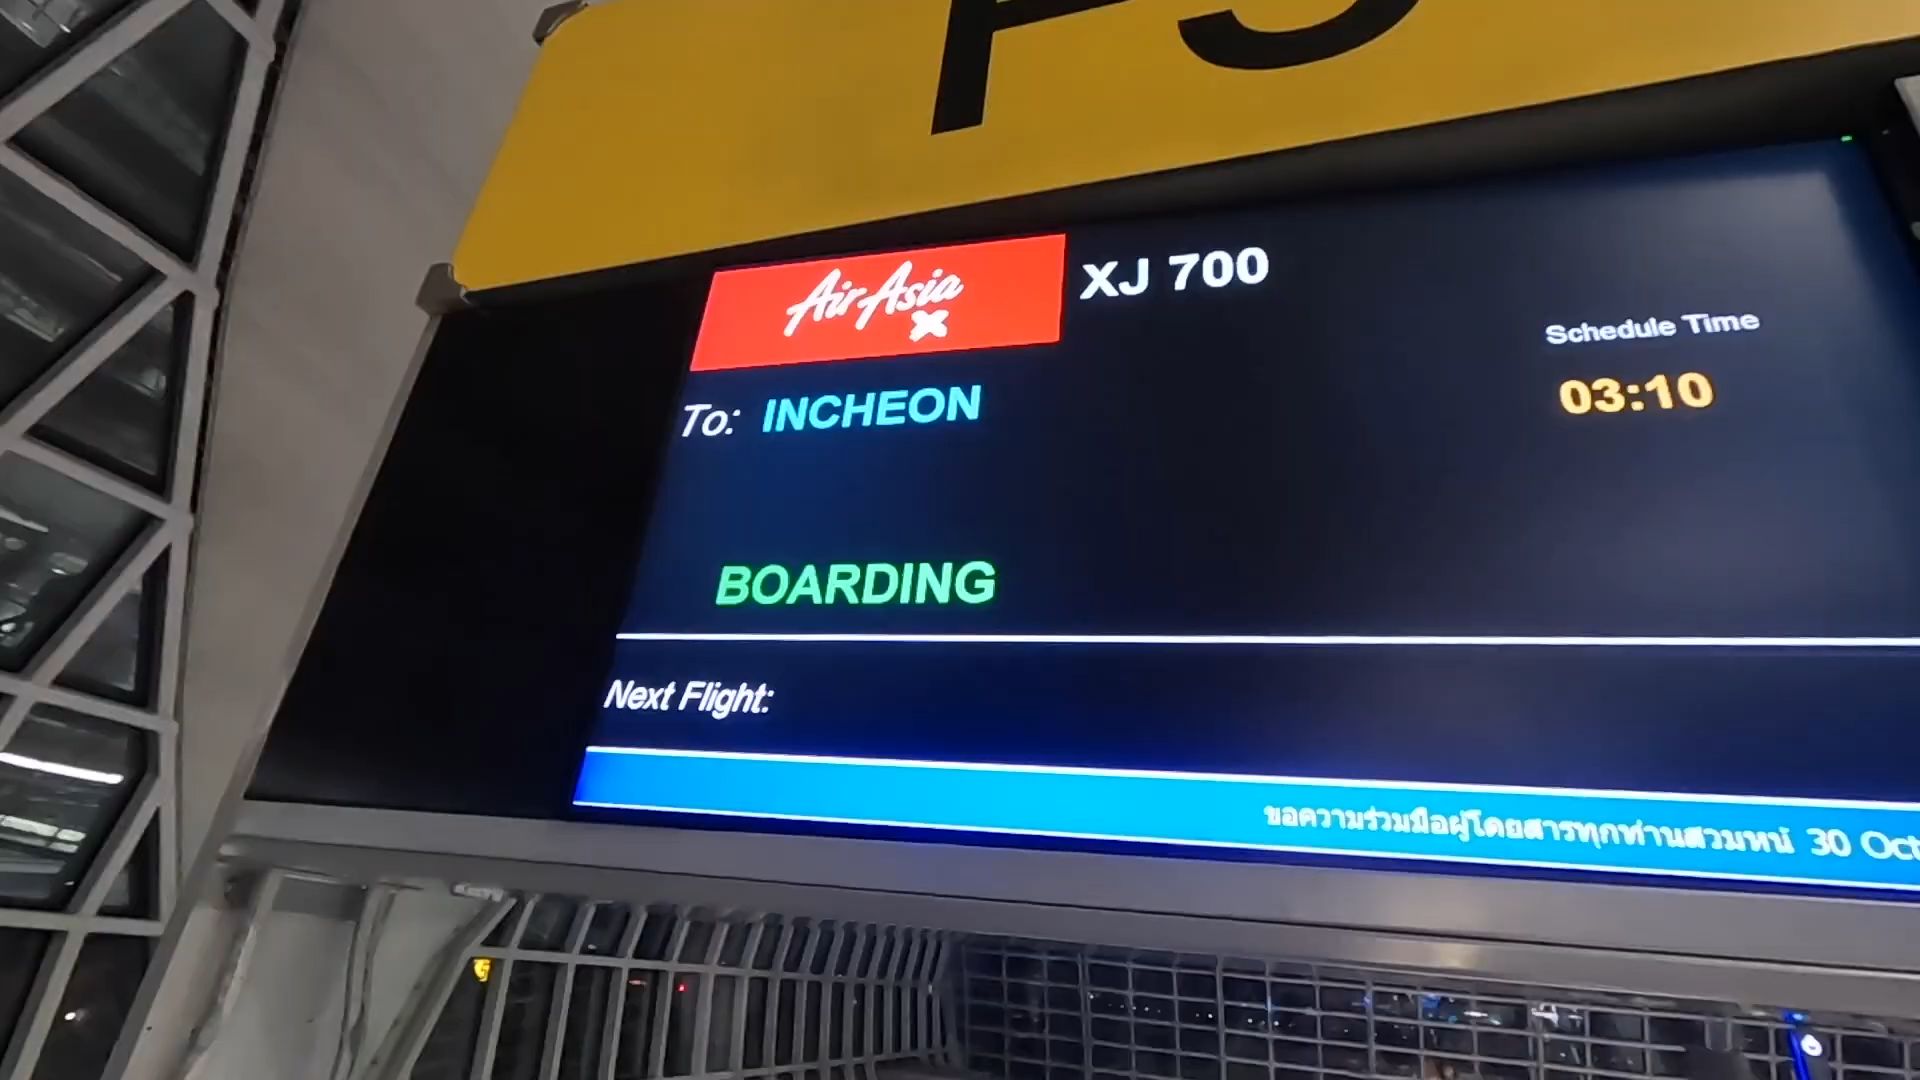 AirAsia X
XJ 700
Schedule Time
03:10
To: INCHEON
BOARDING
Next Flight:
ขอความร่วมมือผู้โดยสารทุกท่านสวมหน้ 30 Oct